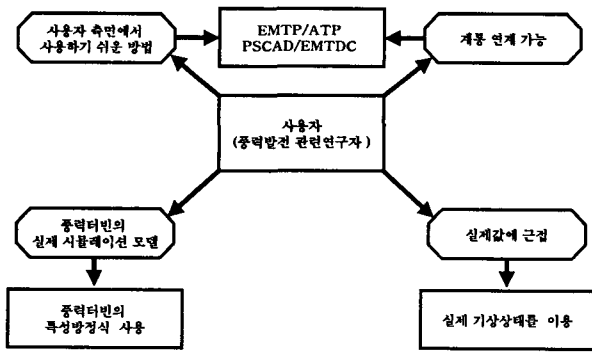 사용자 측면에서
사용하기 쉬운 방법
EMTP/ATP
PSCAD/EMTDC
계통 연계 가능
사용자
(풍력발전 관련연구자)
풍력터빈의
실제 시뮬레이션 모델
실제값에 근접
풍력터빈의
특성방정식 사용
실제 기상상태를 이용